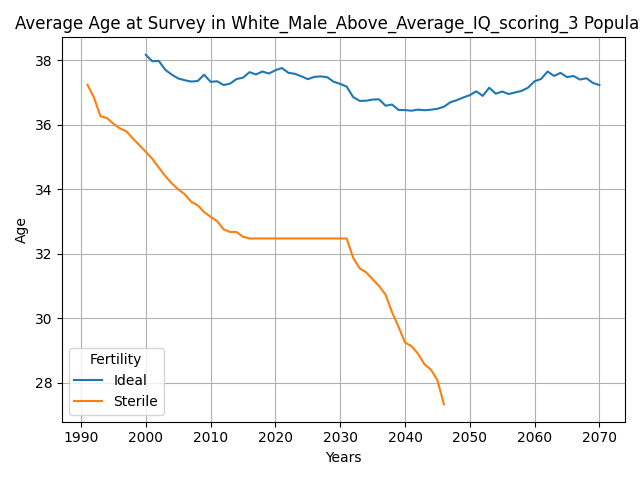 Average Age at Survey in White_Male_Above_Average_IQ_scoring_3 Popula
Age
38
36
34
32
30
28
Fertility
Ideal
Sterile
1990 2000 2010 2020 2030 2040 2050 2060 2070
Years